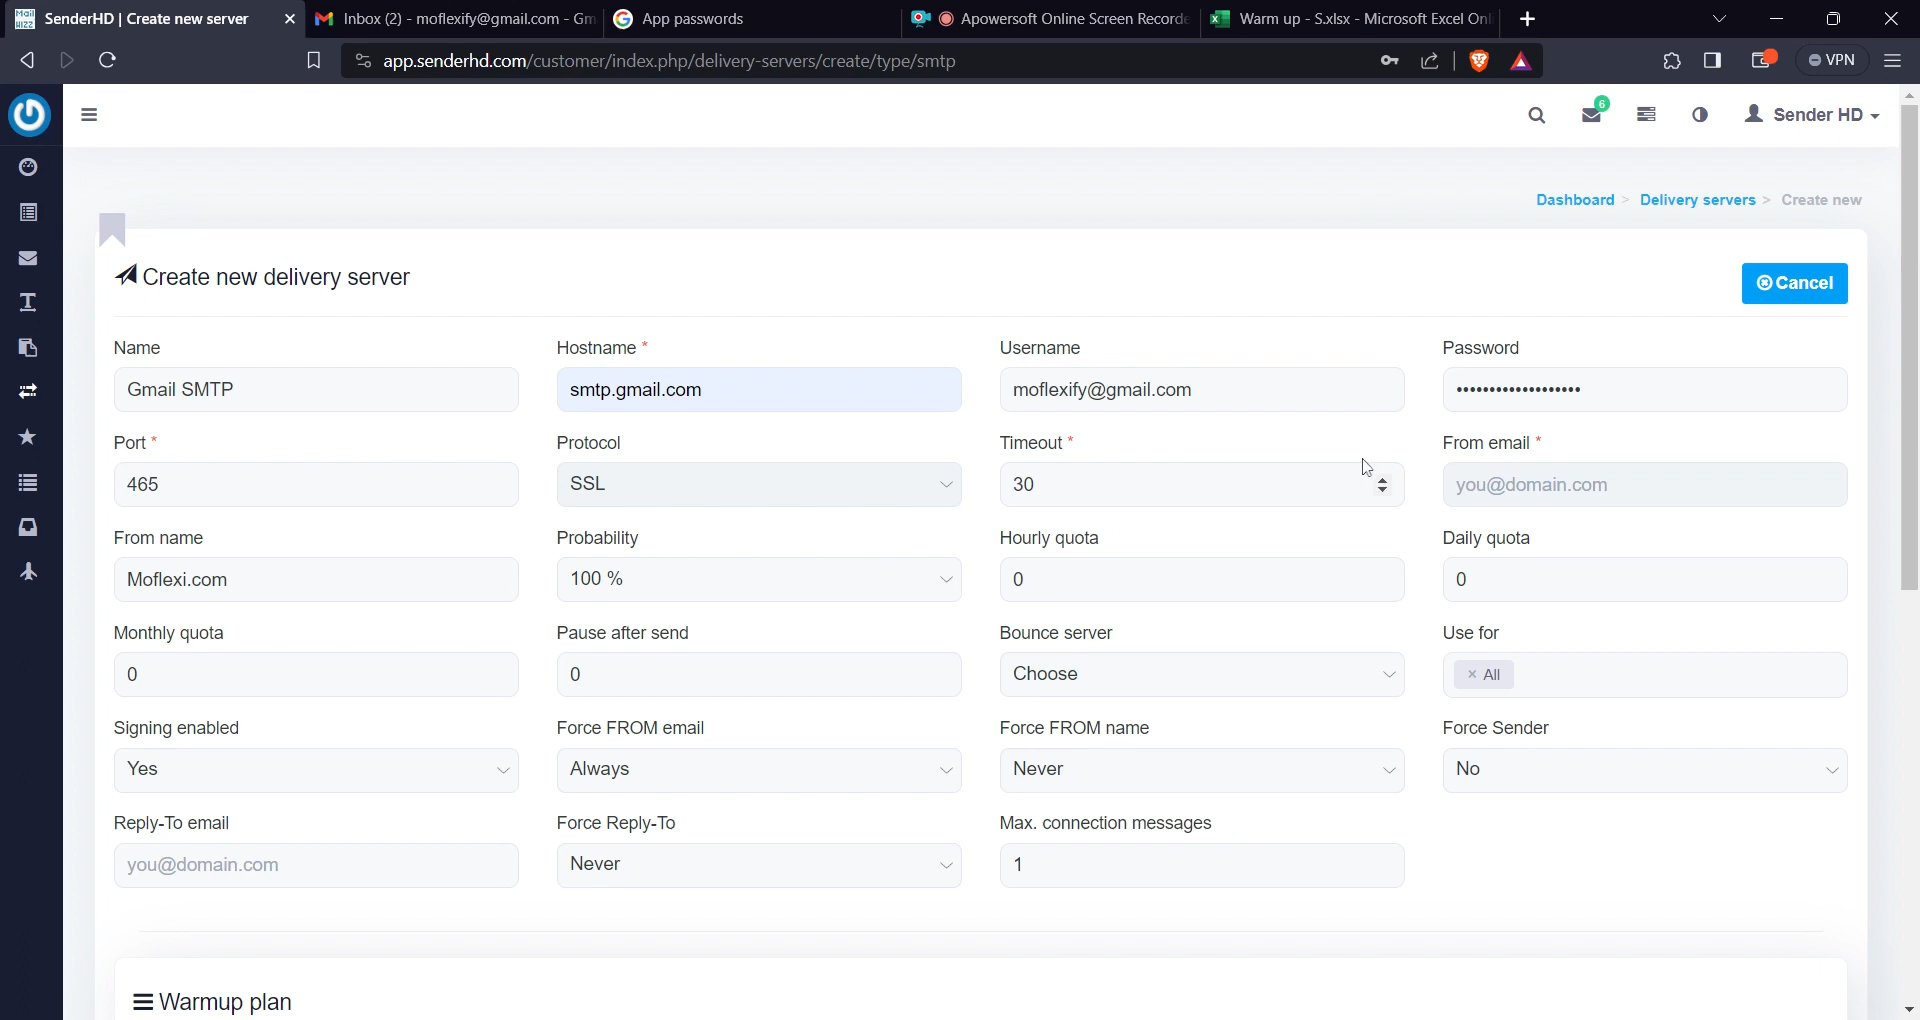 SenderHD | Create new server
Inbox (2) - moflexify@gmail.com - Gm
App passwords
Apowersoft Online Screen Recorde
Warm up - S.xlsx - Microsoft Excel Onl
app.senderhd.com/customer/index.php/delivery-servers/create/type/smtp
VPN
6
Sender HD
Dashboard > Delivery servers > Create new
Create new delivery server
Cancel
Name Hostname * Username Password
Gmail SMTP smtp.gmail.com moflexify@gmail.com •••••••••••••••••••
Port * Protocol Timeout * From email *
465 SSL 30 you@domain.com
From name Probability Hourly quota Daily quota
Moflexi.com 100 % 0 0
Monthly quota Pause after send Bounce server Use for
0 0 Choose × All
Signing enabled Force FROM email Force FROM name Force Sender
Yes Always Never No
Reply-To email Force Reply-To Max. connection messages
you@domain.com Never 1
Warmup plan